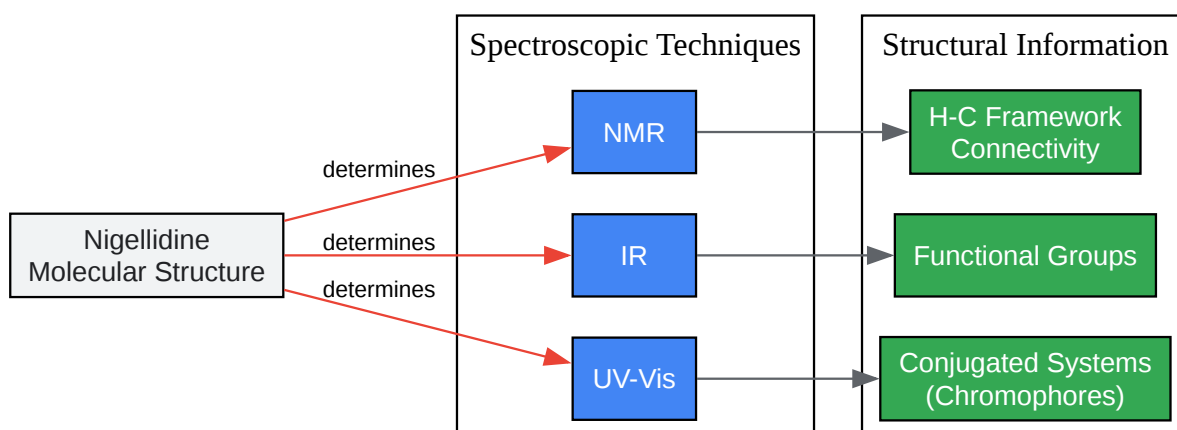 Spectroscopic Techniques
Structural Information
NMR
H-C Framework
Connectivity
determines
Nigellidine
Molecular Structure
determines
IR
Functional Groups
determines
UV-Vis
Conjugated Systems
(Chromophores)